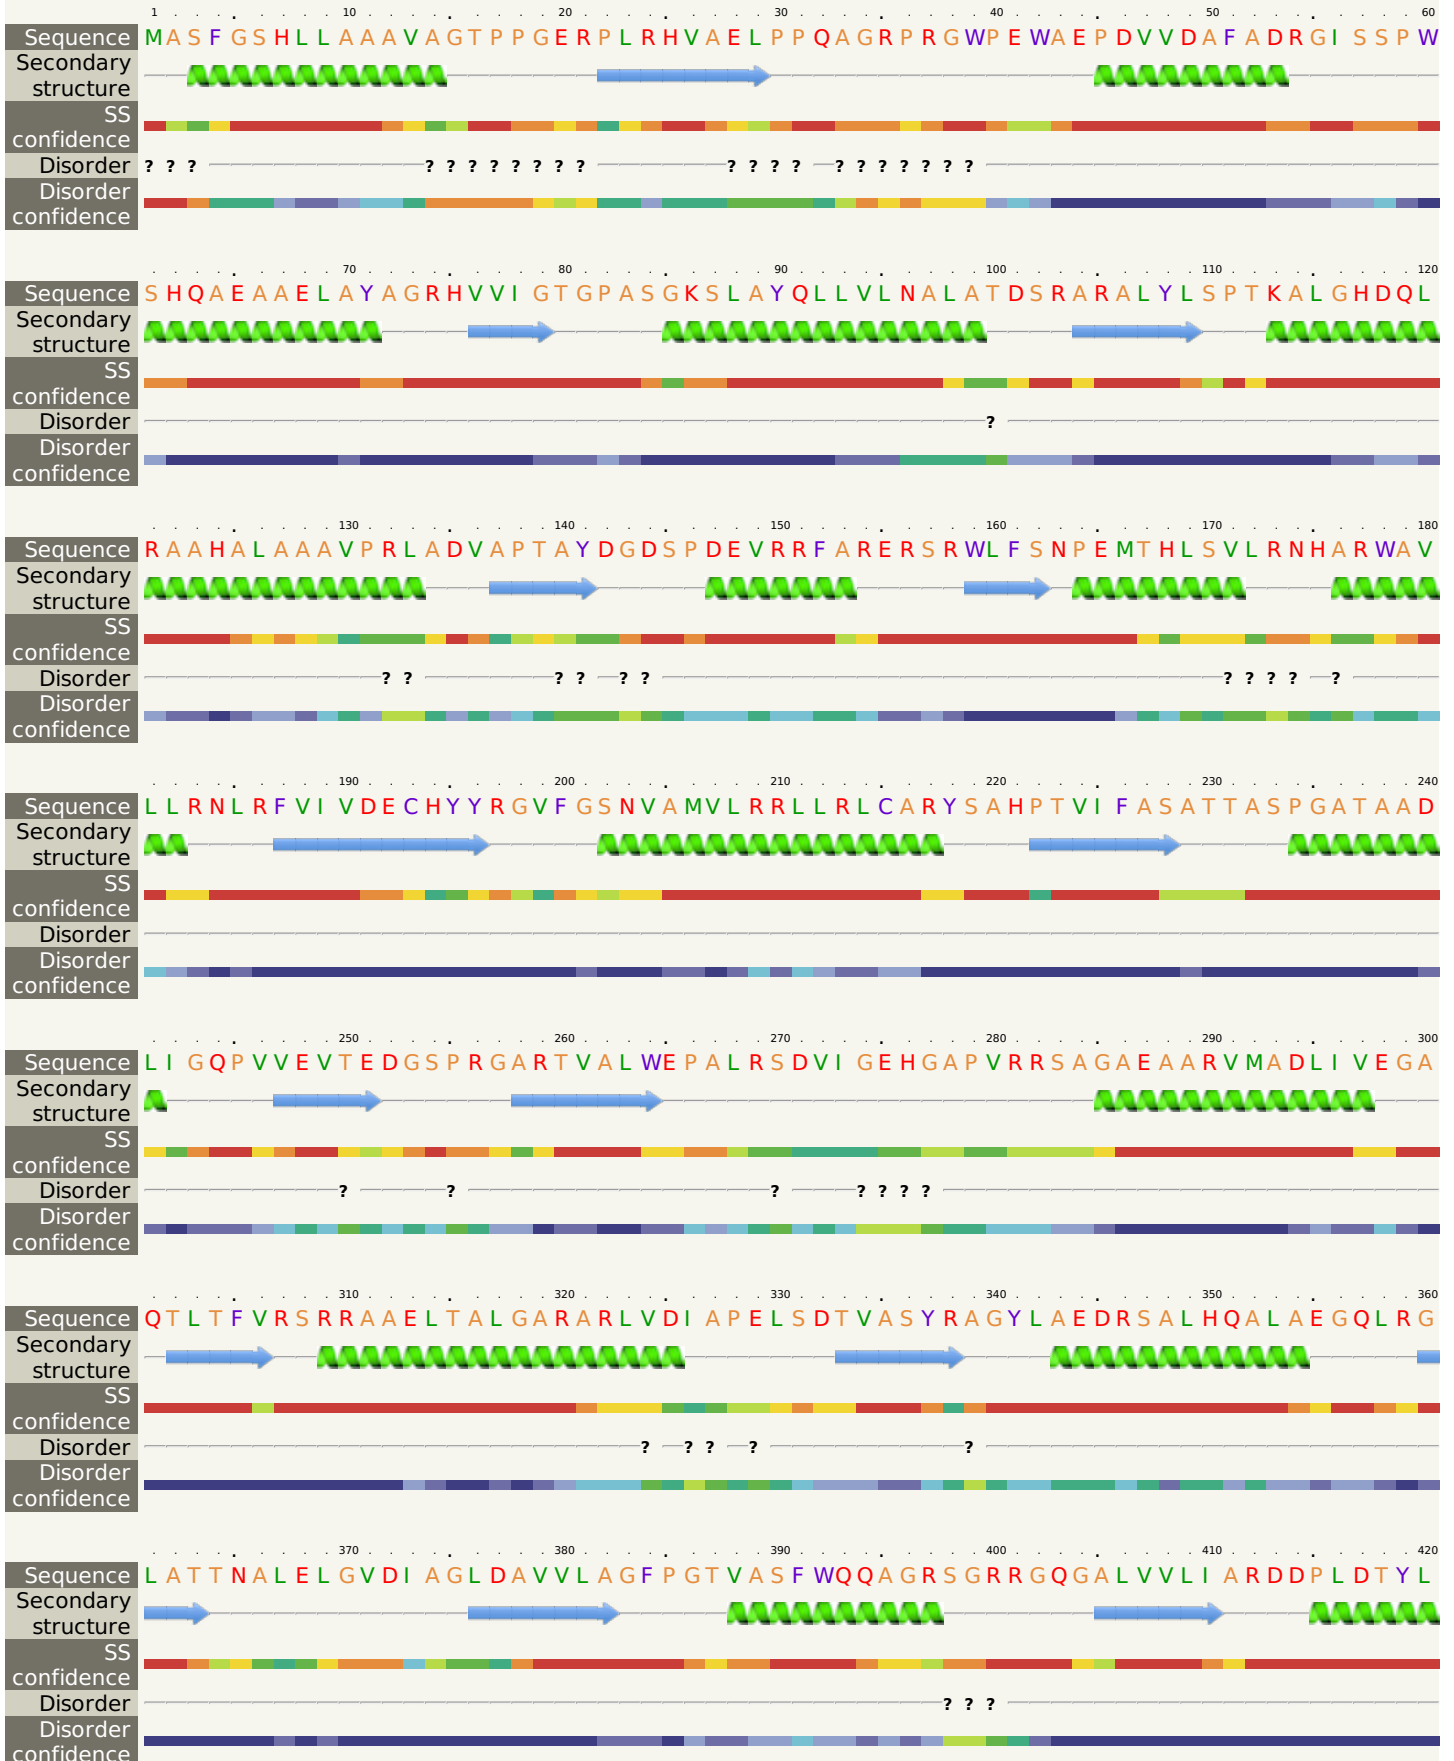 1 10 20 30 40 50 60
Sequence MASFGSHLLAAAVAGTPPGERPLRHVAELPPQAGRPRGWPEWAEPDVVDAFADRGISSPW
Secondary
structure
SS
confidence
Disorder ??? ???????? ???? ???????
Disorder
confidence
70 80 90 100 110 120
Sequence SHQAEAAELAYAGRHVVIGTGPASGKSLAYQLLVLNALATDSRARALYLSPTKALGHDQL
Secondary
structure
SS
confidence
Disorder ?
Disorder
confidence
130 140 150 160 170 180
Sequence RAAHALAAAVPRLADVAPTAYDGDSPDEVRRFARERSRWLFSNPEMTHLSVLRNHARWAV
Secondary
structure
SS
confidence
Disorder ?? ?? ?? ???? ?
Disorder
confidence
190 200 210 220 230 240
Sequence LLRNLRFVIVDECHYYRGVFGSNVAMVLRRLLRLCARYSAHPTVIFASATTASPGATAAD
Secondary
structure
SS
confidence
Disorder
Disorder
confidence
250 260 270 280 290 300
Sequence LIGQPVVEVTEDGSPRGARTVALWEPALRSDVIGEHGAPVRRSAGAEAARVMADLIVEGA
Secondary
structure
SS
confidence
Disorder ? ? ? ????
Disorder
confidence
310 320 330 340 350 360
Sequence QTLTFVRSRRAAELTALGARARLVDIAPELSDTVASYRAGYLAEDRSALHQALAEGQLRG
Secondary
structure
SS
confidence
Disorder ? ?? ? ?
Disorder
confidence
370 380 390 400 410 420
Sequence LATTNALELGVDIAGLDAVVLAGFPGTVASFWQQAGRSGRRGQGALVVLIARDDPLDTYL
Secondary
structure
SS
confidence
Disorder ???
Disorder
confidence